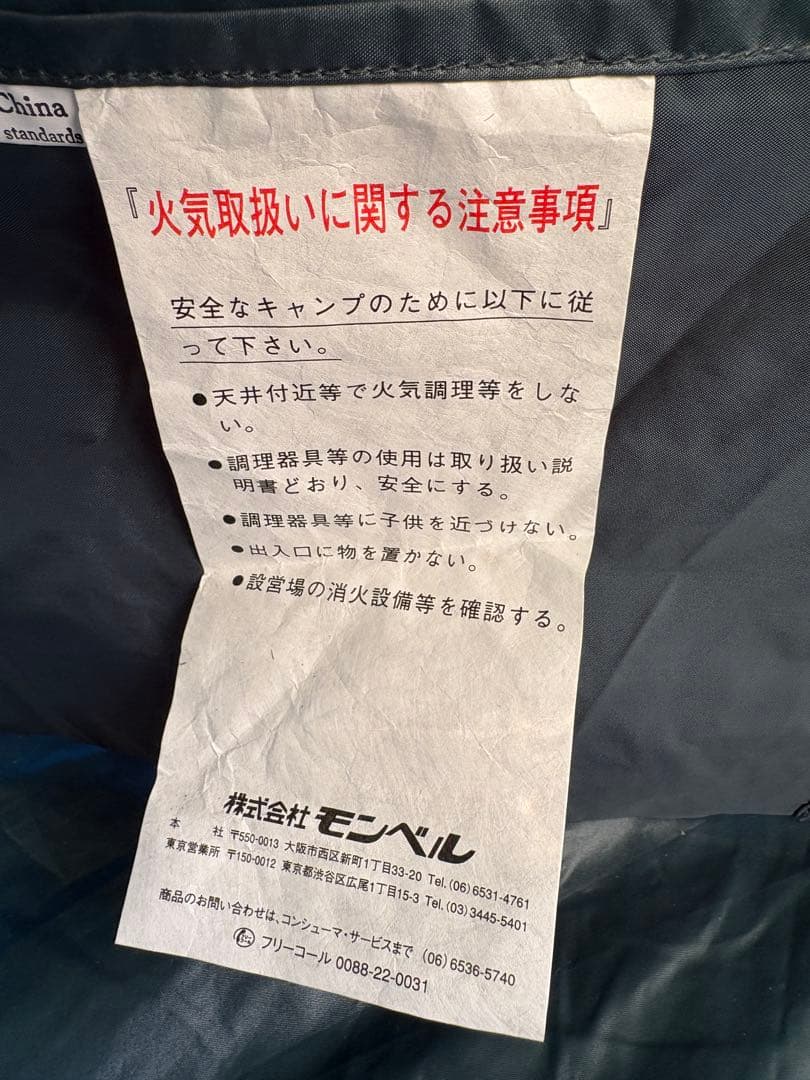 China
standards
『火気取扱いに関する注意事項』
安全なキャンプのために以下に従
って下さい。
●天井付近等で火気調理等をしな
い。
●調理器具等の使用は取り扱い説
明書どおり、安全にする。
●調理器具等に子供を近づけない。
●出入口に物を置かない。
●設営場の消火設備等を確認する。
株式会社 モンベル
本 社 〒550-0013 大阪市西区新町1丁目33-20 Tel.(06)6531-4761
東京営業所 〒150-0012 東京都渋谷区広尾1丁目15-3 Tel.(03)3445-5401
商品のお問い合わせは、コンシューマ・サービスまで (06)6536-5740
フリーコール 0088-22-0031